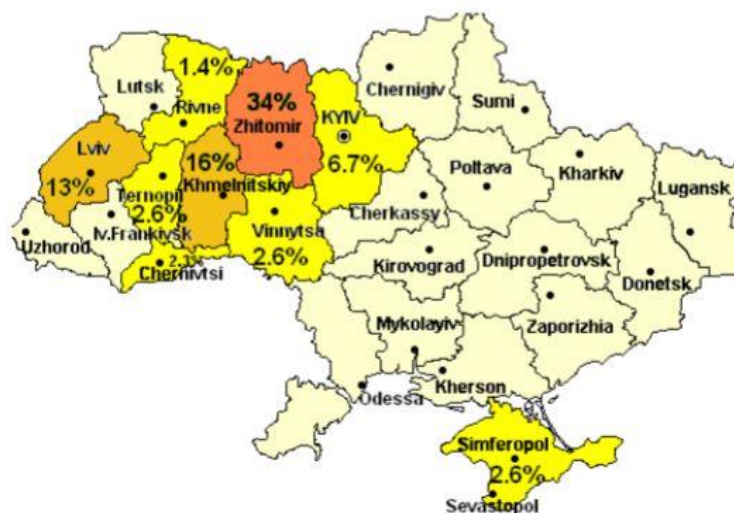 1.4%
Lutsk
Rivne
34%
Zhitomir
KYIV
6.7%
Chernigiv
Sumi
Lviv
13%
16%
Khmelnitskiy
Ternopil
2.6%
Iv.Frankivsk
Uzhorod
Vinnytsa
2.6%
2.3%
Chernivtsi
Cherkassy
Poltava
Kharkiv
Lugansk
Kirovograd
Dnipropetrovsk
Donetsk
Zaporizhia
Mykolayiv
Kherson
Odessa
Simferopol
2.6%
Sevastopol